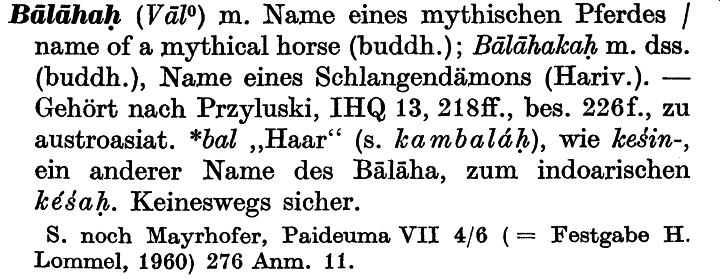 Bālāhaḥ (Vāl⁰) m. Name eines mythischen Pferdes /
name of a mythical horse (buddh.); Bālāhakaḥ m. dss.
(buddh.), Name eines Schlangendämons (Hariv.). —
Gehört nach Przyluski, IHQ 13, 218ff., bes. 226f., zu
austroasiat. *bal „Haar“ (s. kambaláḥ), wie keśin-,
ein anderer Name des Bālāha, zum indoarischen
kéśaḥ. Keineswegs sicher.
S. noch Mayrhofer, Paideuma VII 4/6 (= Festgabe H.
Lommel, 1960) 276 Anm. 11.